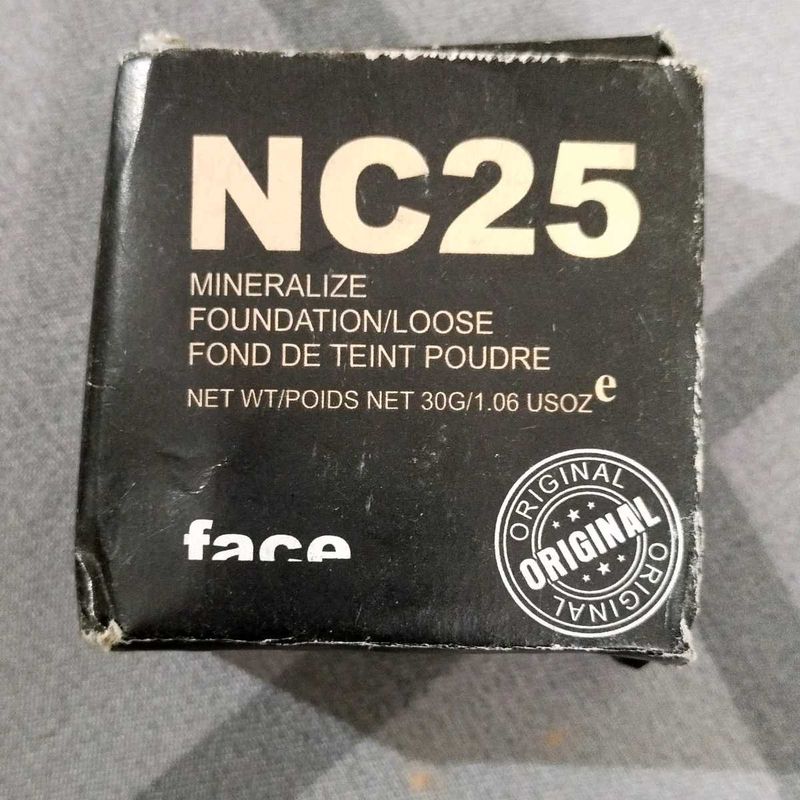 NC25
MINERALIZE
FOUNDATION/LOOSE
FOND DE TEINT POUDRE
NET WT/POIDS NET 30G/1.06 USOZ e
face
ORIGINAL
ORIGINAL
ORIGINAL
ORIGINAL